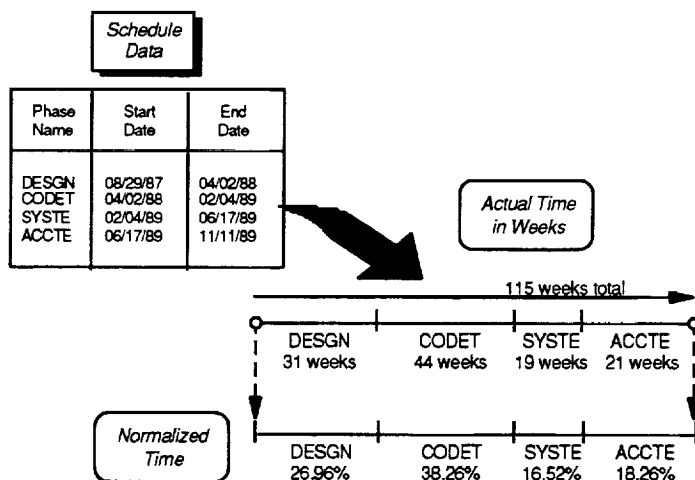 Schedule
Data
Phase Name Start Date End Date
DESGN 08/29/87 04/02/88
CODET 04/02/88 02/04/89
SYSTE 02/04/89 06/17/89
ACCTE 06/17/89 11/11/89
Actual Time
in Weeks
115 weeks total
DESGN CODET SYSTE ACCTE
31 weeks 44 weeks 19 weeks 21 weeks
Normalized
Time
DESGN CODET SYSTE ACCTE
26.96% 38.26% 16.52% 18.26%